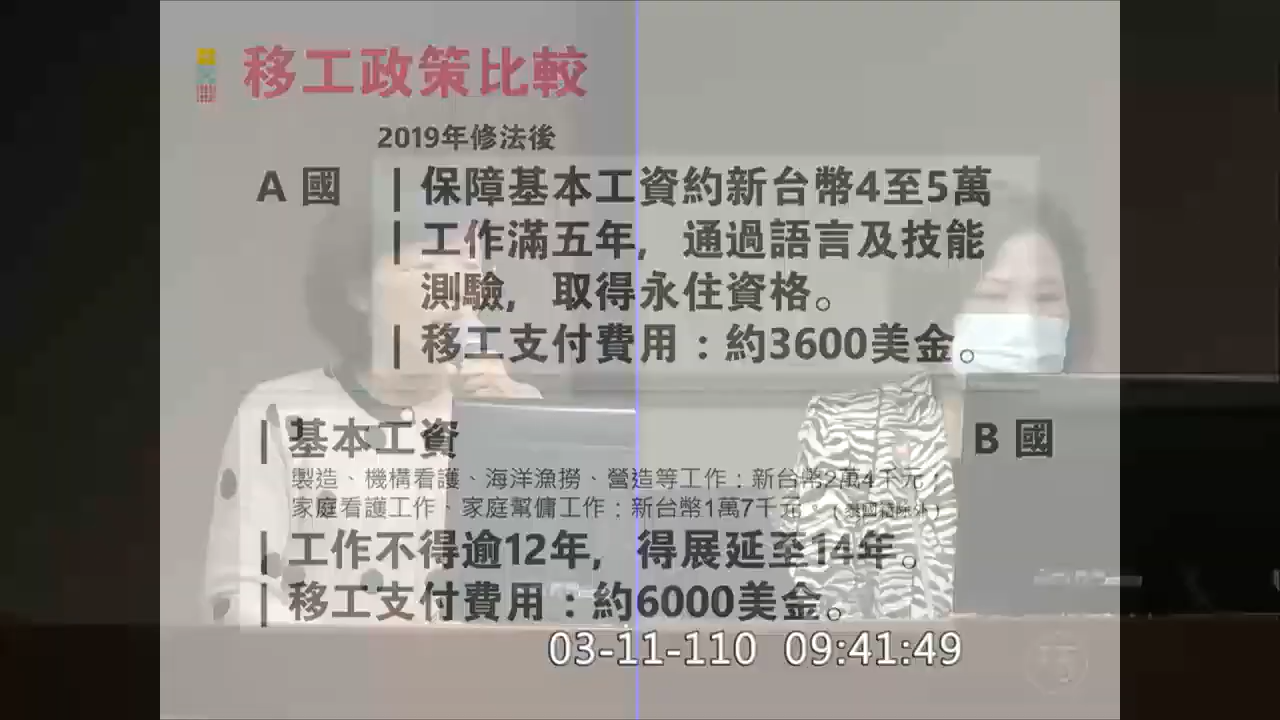 移工政策比較
2019年修法後
A 國
| 保障基本工資約新台幣4至5萬
| 工作滿五年，通過語言及技能
測驗，取得永住資格。
| 移工支付費用：約3600美金。
B 國
| 基本工資
製造、機構看護、海洋漁撈、營造等工作：新台幣2萬4千元；
家庭看護工作、家庭幫傭工作：新台幣1萬7千元。（泰國籍除外）
| 工作不得逾12年，得展延至14年。
| 移工支付費用：約6000美金。
03-11-110 09:41:49